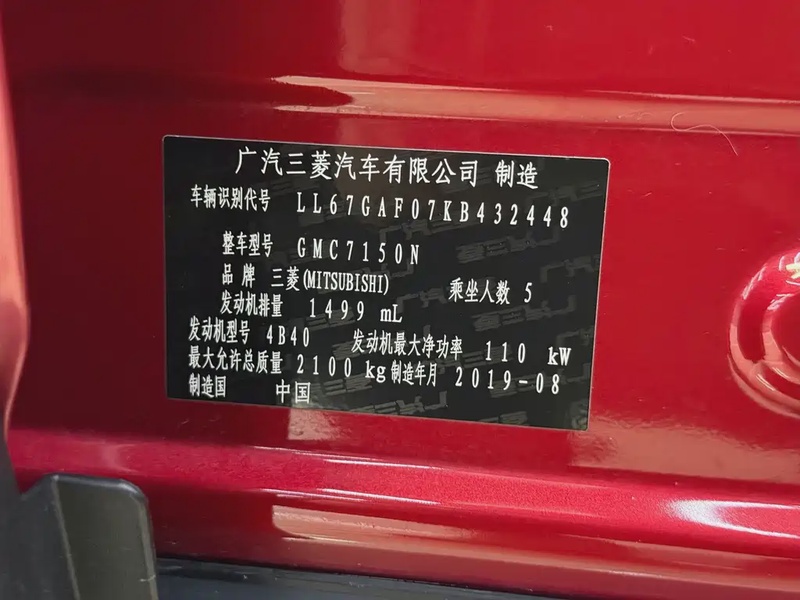 广汽三菱汽车有限公司 制造
车辆识别代号 LL67GAF07KB432448
整车型号 GMC7150N
品牌 三菱(MITSUBISHI) 乘坐人数 5
发动机排量 1499 mL
发动机型号 4B40 发动机最大净功率 110 kW
最大允许总质量 2100 kg 制造年月 2019-08
制造国 中国